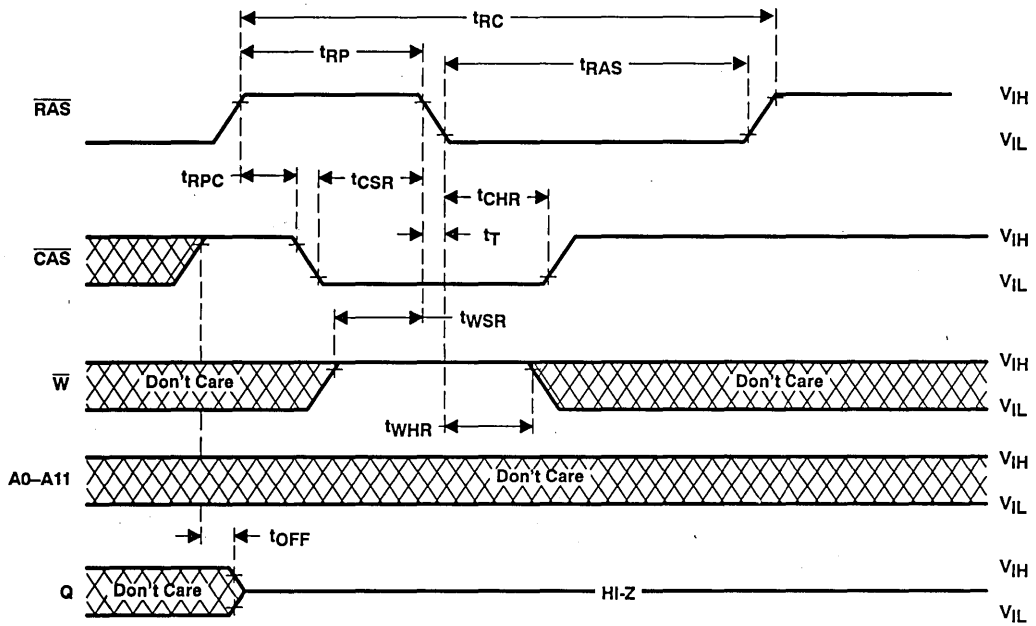 tRC
tRP
tRAS
RAS
VIH
VIL
tRPC
tCSR
tCHR
tT
CAS
VIH
VIL
tWSR
W
Don't Care
Don't Care
VIH
VIL
tWHR
A0–A11
Don't Care
VIH
VIL
tOFF
Q
Don't Care
HI-Z
VIH
VIL